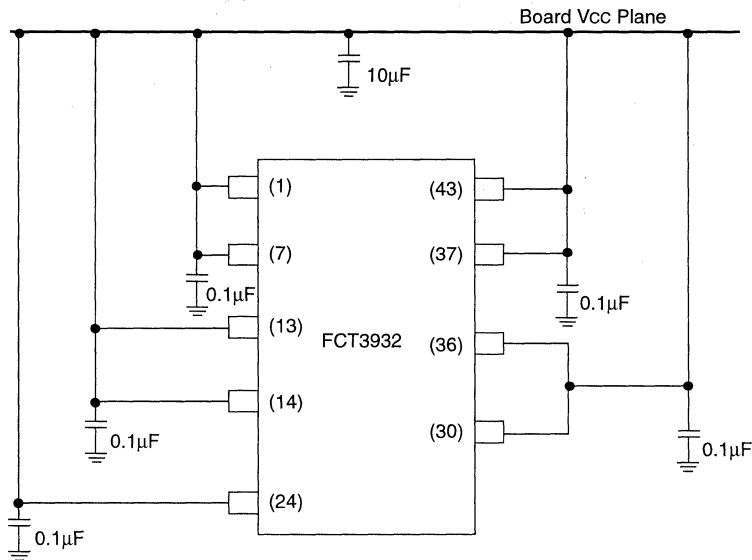 Board Vcc Plane
10µF
(1)
(43)
(7)
(37)
0.1µF
0.1µF
(13)
FCT3932
(36)
(14)
(30)
0.1µF
0.1µF
(24)
0.1µF